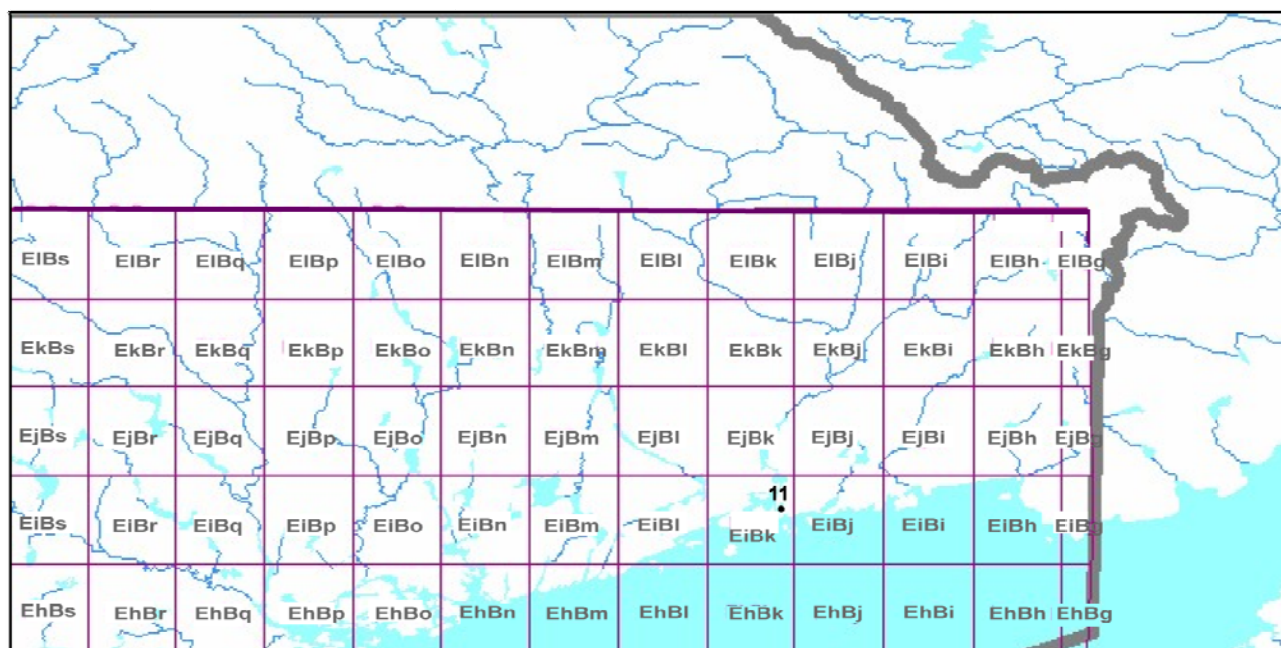 ElBs ElBr ElBq ElBp ElBo ElBn ElBm ElBl ElBk ElBj ElBi ElBh ElBg
EkBs EkBr EkBq EkBp EkBo EkBn EkBm EkBl EkBk EkBj EkBi EkBh EkBg
EjBs EjBr EjBq EjBp EjBo EjBn EjBm EjBl EjBk EjBj EjBi EjBh EjBg
11
EiBs EiBr EiBq EiBp EiBo EiBn EiBm EiBl EiBk EiBj EiBi EiBh EiBg
EhBs EhBr EhBq EhBp EhBo EhBn EhBm EhBl EhBk EhBj EhBi EhBh EhBg